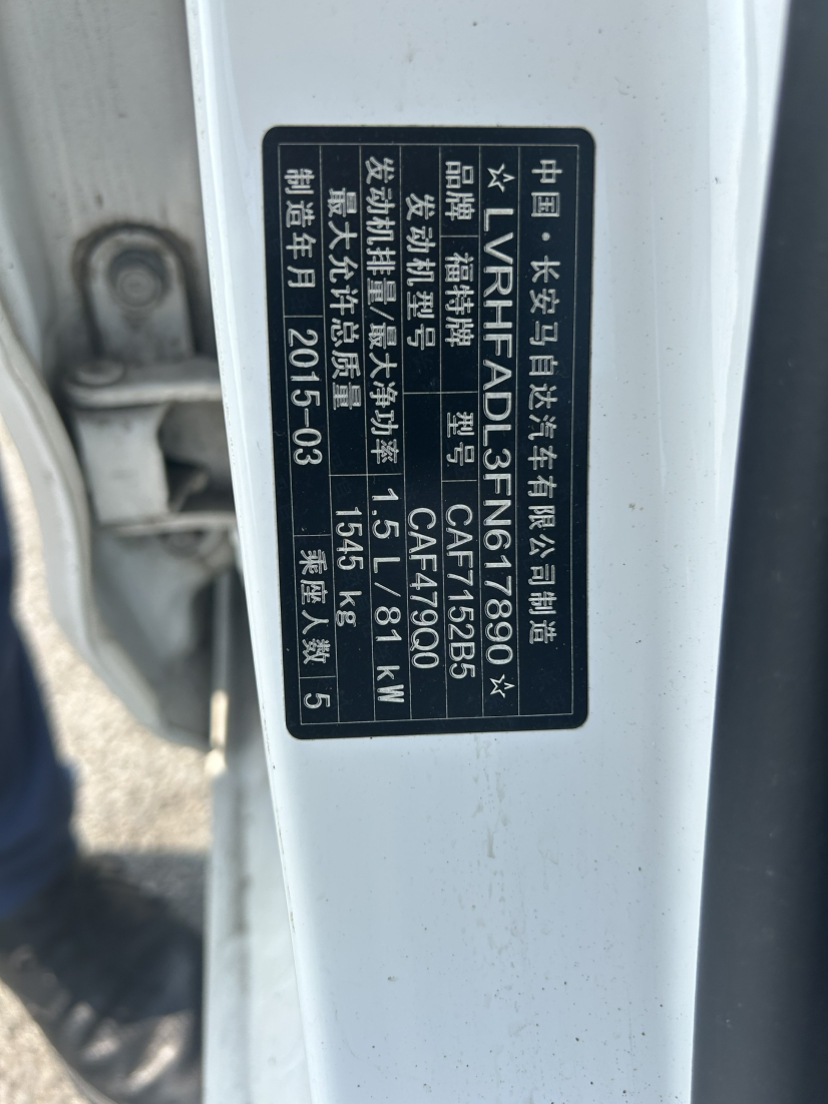 中国·长安马自达汽车有限公司制造
☆LVRHFADL3FN617890☆
品牌 福特牌 型号 CAF7152B5
发动机型号 CAF479Q0
发动机排量/最大净功率 1.5 L/81 kW
最大允许总质量 1545 kg
制造年月 2015-03 乘座人数 5